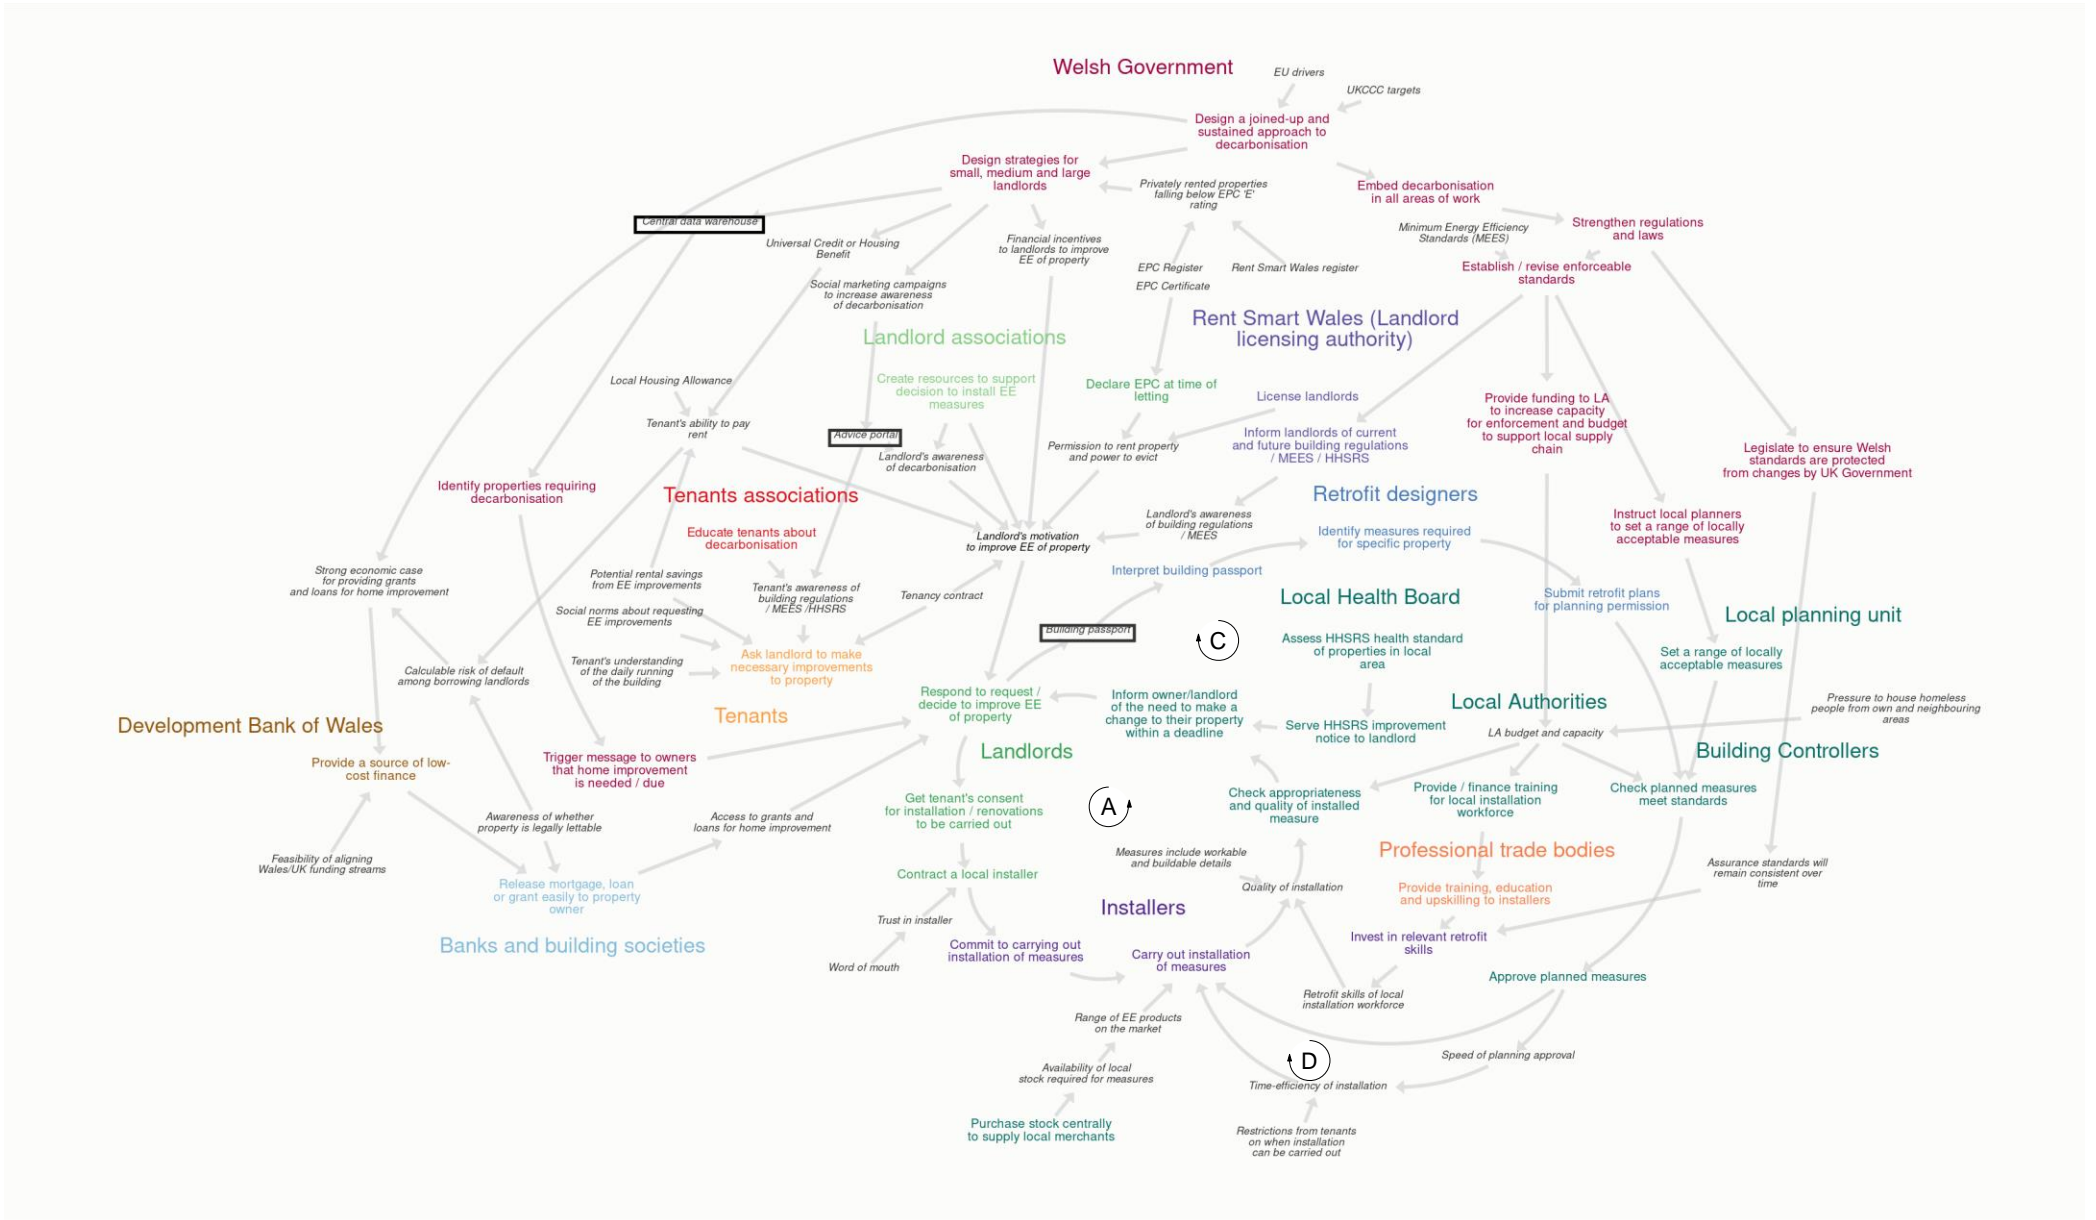 Welsh Government
EU drivers
UKCCC targets
Design a joined-up and
sustained approach to
decarbonisation
Design strategies for
small, medium and large
landlords
Privately rented properties
falling below EPC 'E'
rating
Embed decarbonisation
in all areas of work
Strengthen regulations
and laws
Minimum Energy Efficiency
Standards (MEES)
Establish / revise enforceable
standards
Central data warehouse
Universal Credit or Housing
Benefit
Financial incentives
to landlords to improve
EE of property
Social marketing campaigns
to increase awareness
of decarbonisation
EPC Register
EPC Certificate
Rent Smart Wales register
Rent Smart Wales (Landlord
licensing authority)
Landlord associations
Create resources to support
decision to install EE
measures
Local Housing Allowance
Tenant's ability to pay
rent
Advice portal
Landlord's awareness
of decarbonisation
Declare EPC at time of
letting
License landlords
Permission to rent property
and power to evict
Inform landlords of current
and future building regulations
/ MEES / HHSRS
Provide funding to LA
to increase capacity
for enforcement and budget
to support local supply
chain
Legislate to ensure Welsh
standards are protected
from changes by UK Government
Identify properties requiring
decarbonisation
Tenants associations
Educate tenants about
decarbonisation
Landlord's motivation
to improve EE of property
Landlord's awareness
of building regulations
/ MEES
Retrofit designers
Identify measures required
for specific property
Instruct local planners
to set a range of locally
acceptable measures
Interpret building passport
Strong economic case
for providing grants
and loans for home improvement
Potential rental savings
from EE improvements
Social norms about requesting
EE improvements
Tenant's awareness of
building regulations
/ MEES /HHSRS
Tenancy contract
Local Health Board
Submit retrofit plans
for planning permission
Local planning unit
Building passport
C
Assess HHSRS health standard
of properties in local
area
Set a range of locally
acceptable measures
Tenant's understanding
of the daily running
of the building
Ask landlord to make
necessary improvements
to property
Calculable risk of default
among borrowing landlords
Development Bank of Wales
Tenants
Respond to request /
decide to improve EE
of property
Inform owner/landlord
of the need to make a
change to their property
within a deadline
Serve HHSRS improvement
notice to landlord
Local Authorities
LA budget and capacity
Pressure to house homeless
people from own and neighbouring
areas
Building Controllers
Landlords
Provide a source of low-
cost finance
Trigger message to owners
that home improvement
is needed / due
Get tenant's consent
for installation / renovations
to be carried out
A
Check appropriateness
and quality of installed
measure
Provide / finance training
for local installation
workforce
Check planned measures
meet standards
Awareness of whether
property is legally lettable
Access to grants and
loans for home improvement
Feasibility of aligning
Wales/UK funding streams
Release mortgage, loan
or grant easily to property
owner
Banks and building societies
Contract a local installer
Measures include workable
and buildable details
Quality of installation
Professional trade bodies
Provide training, education
and upskilling to installers
Assurance standards will
remain consistent over
time
Trust in installer
Word of mouth
Installers
Commit to carrying out
installation of measures
Carry out installation
of measures
Invest in relevant retrofit
skills
Approve planned measures
Retrofit skills of local
installation workforce
Range of EE products
on the market
Availability of local
stock required for measures
Purchase stock centrally
to supply local merchants
D
Speed of planning approval
Time-efficiency of installation
Restrictions from tenants
on when installation
can be carried out